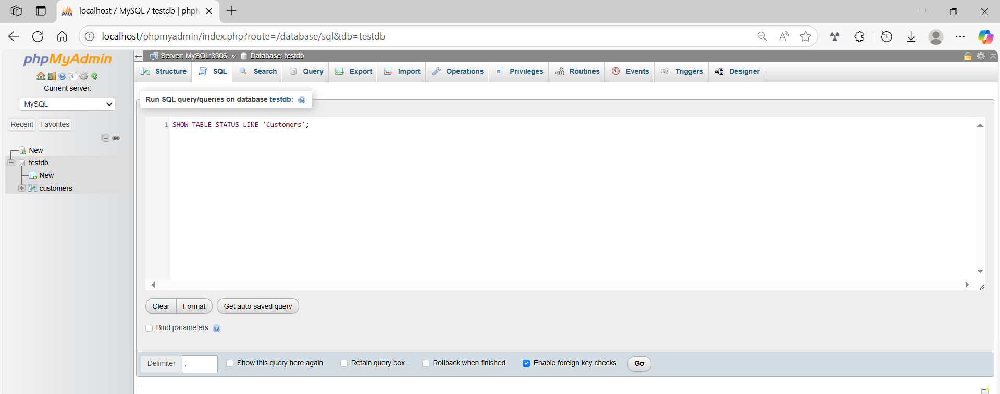 localhost / MySQL / testdb | phpM
localhost/phpmyadmin/index.php?route=/database/sql&db=testdb
phpMyAdmin
Current server:
MySQL
Recent Favorites
New
testdb
New
customers
Server: MySQL:3306 » Database: testdb
Structure SQL Search Query Export Import Operations Privileges Routines Events Triggers Designer
Run SQL query/queries on database testdb:
1 SHOW TABLE STATUS LIKE 'Customers';
Clear Format Get auto-saved query
Bind parameters
Delimiter ; Show this query here again Retain query box Rollback when finished Enable foreign key checks Go